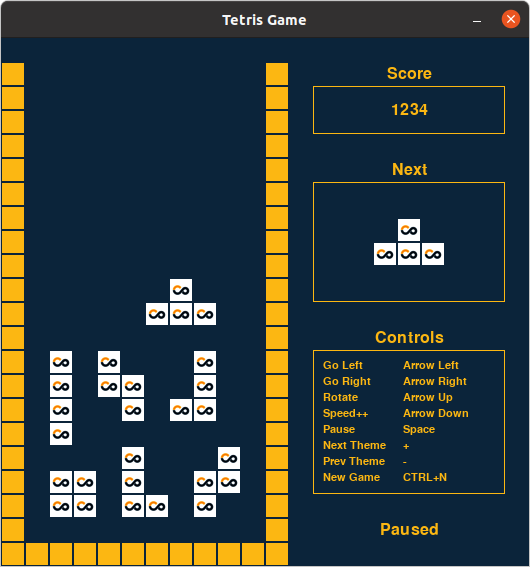 Tetris Game
Score
1234
Next
Controls
Go Left Arrow Left
Go Right Arrow Right
Rotate Arrow Up
Speed++ Arrow Down
Pause Space
Next Theme +
Prev Theme -
New Game CTRL+N
Paused